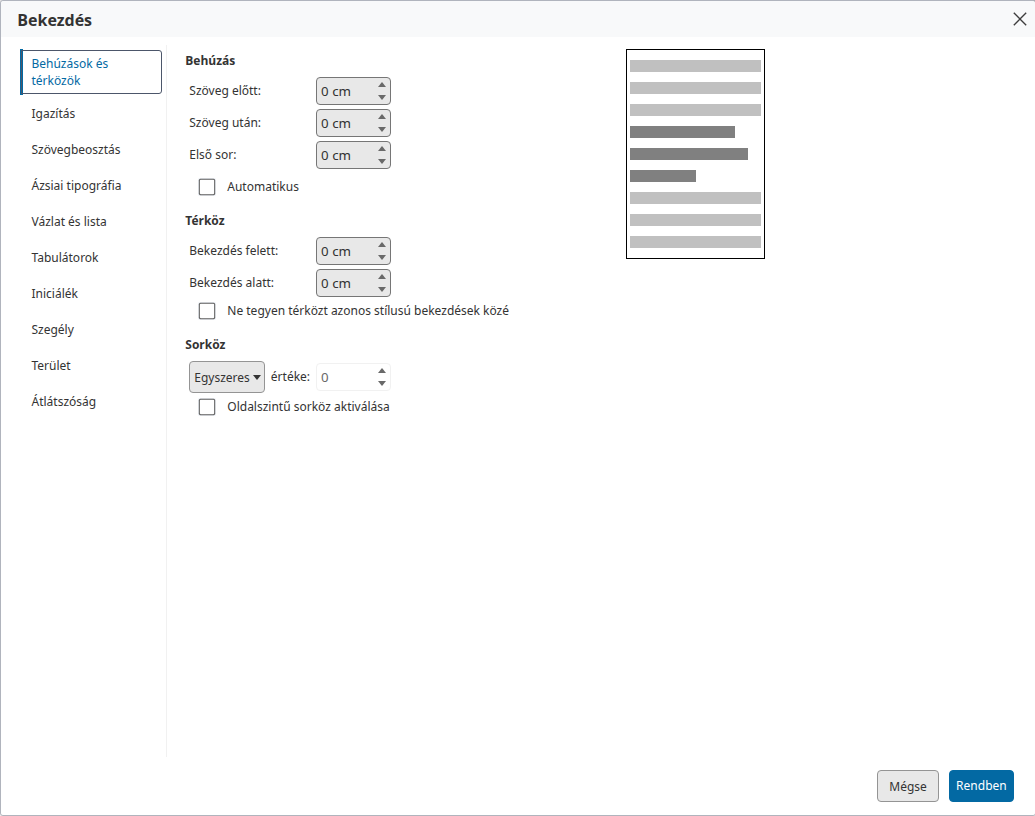 Bekezdés
Behúzások és
térközök
Igazítás
Szövegbeosztás
Ázsiai tipográfia
Vázlat és lista
Tabulátorok
Iniciálék
Szegély
Terület
Átlátszóság
Behúzás
Szöveg előtt: 0 cm
Szöveg után: 0 cm
Első sor: 0 cm
Automatikus
Térköz
Bekezdés felett: 0 cm
Bekezdés alatt: 0 cm
Ne tegyen térközt azonos stílusú bekezdések közé
Sorköz
Egyszeres értéke: 0
Oldalszintű sorköz aktiválása
Mégse Rendben